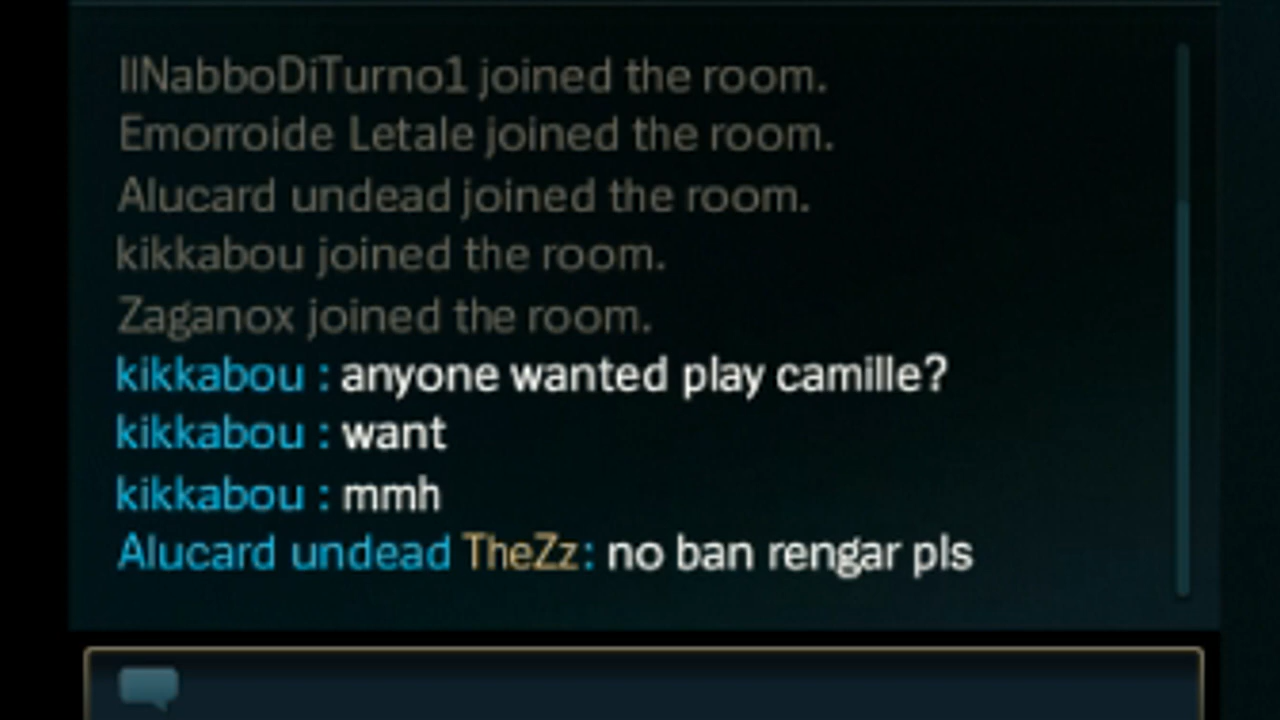 IlNabboDiTurno1 joined the room.
Emorroide Letale joined the room.
Alucard undead joined the room.
kikkabou joined the room.
Zaganox joined the room.
kikkabou : anyone wanted play camille?
kikkabou : want
kikkabou : mmh
Alucard undead TheZz: no ban rengar pls